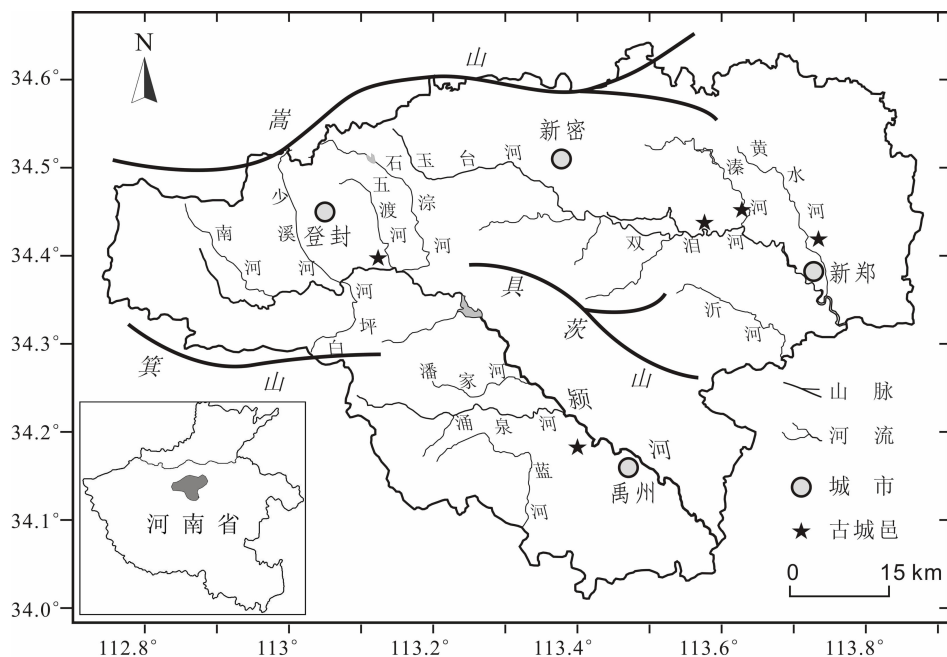 N
34.6°
34.5°
34.4°
34.3°
34.2°
34.1°
34.0°
112.8°
113°
113.2°
113.4°
113.6°
113.8°
嵩
山
新密
石
玉
台
河
五
渡
河
淙
河
少
溪
河
登封
南
河
溱
河
黄
水
河
双
洎
河
新郑
具
茨
山
沂
河
河
坪
白
箕
山
潘
家
河
颍
河
涌
泉
河
蓝
河
禹州
山 脉
河 流
城 市
古城邑
0 15 km
河 南 省